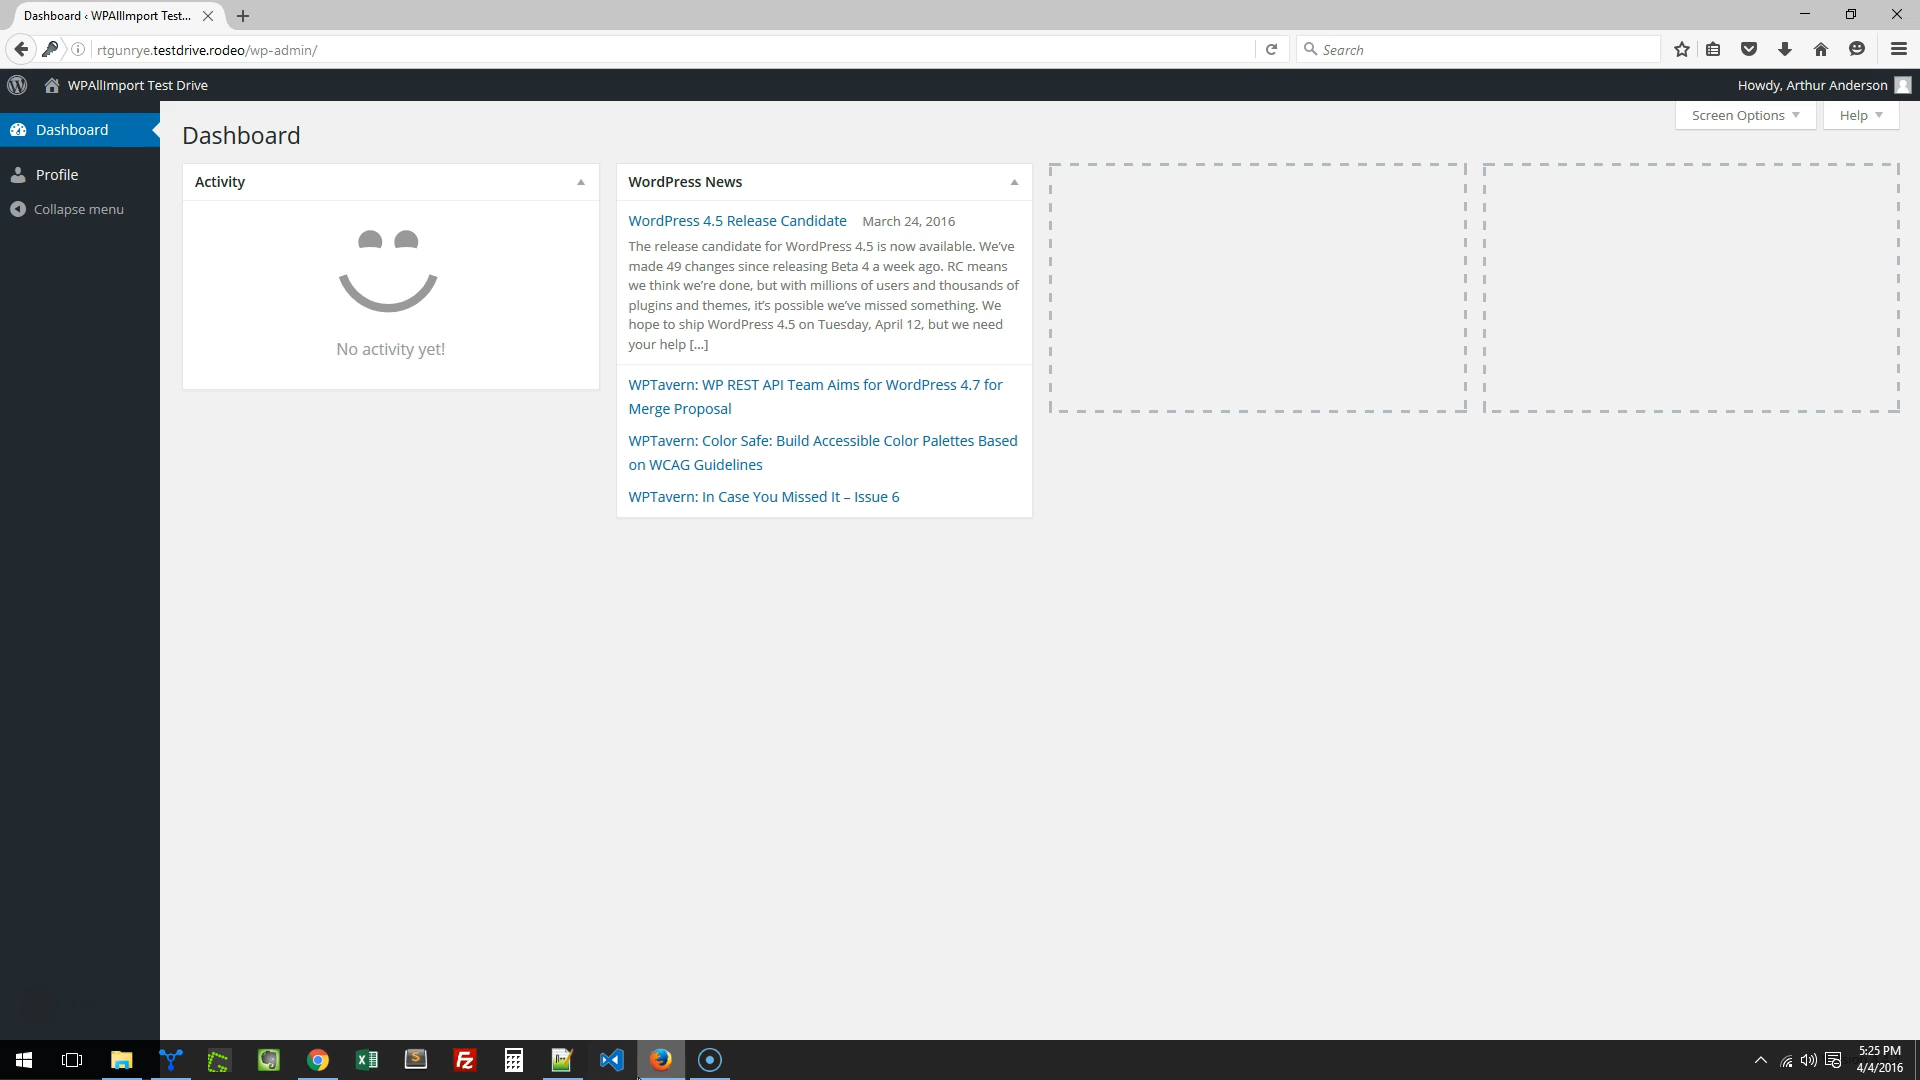 Dashboard ‹ WPAllImport Test...
rtgunrye.testdrive.rodeo/wp-admin/
Search
WPAllImport Test Drive
Howdy, Arthur Anderson
Dashboard
Profile
Collapse menu
Screen Options
Help
Dashboard
Activity
No activity yet!
WordPress News
WordPress 4.5 Release Candidate March 24, 2016
The release candidate for WordPress 4.5 is now available. We’ve
made 49 changes since releasing Beta 4 a week ago. RC means
we think we’re done, but with millions of users and thousands of
plugins and themes, it’s possible we’ve missed something. We
hope to ship WordPress 4.5 on Tuesday, April 12, but we need
your help […]
WPTavern: WP REST API Team Aims for WordPress 4.7 for
Merge Proposal
WPTavern: Color Safe: Build Accessible Color Palettes Based
on WCAG Guidelines
WPTavern: In Case You Missed It – Issue 6
5:25 PM
4/4/2016